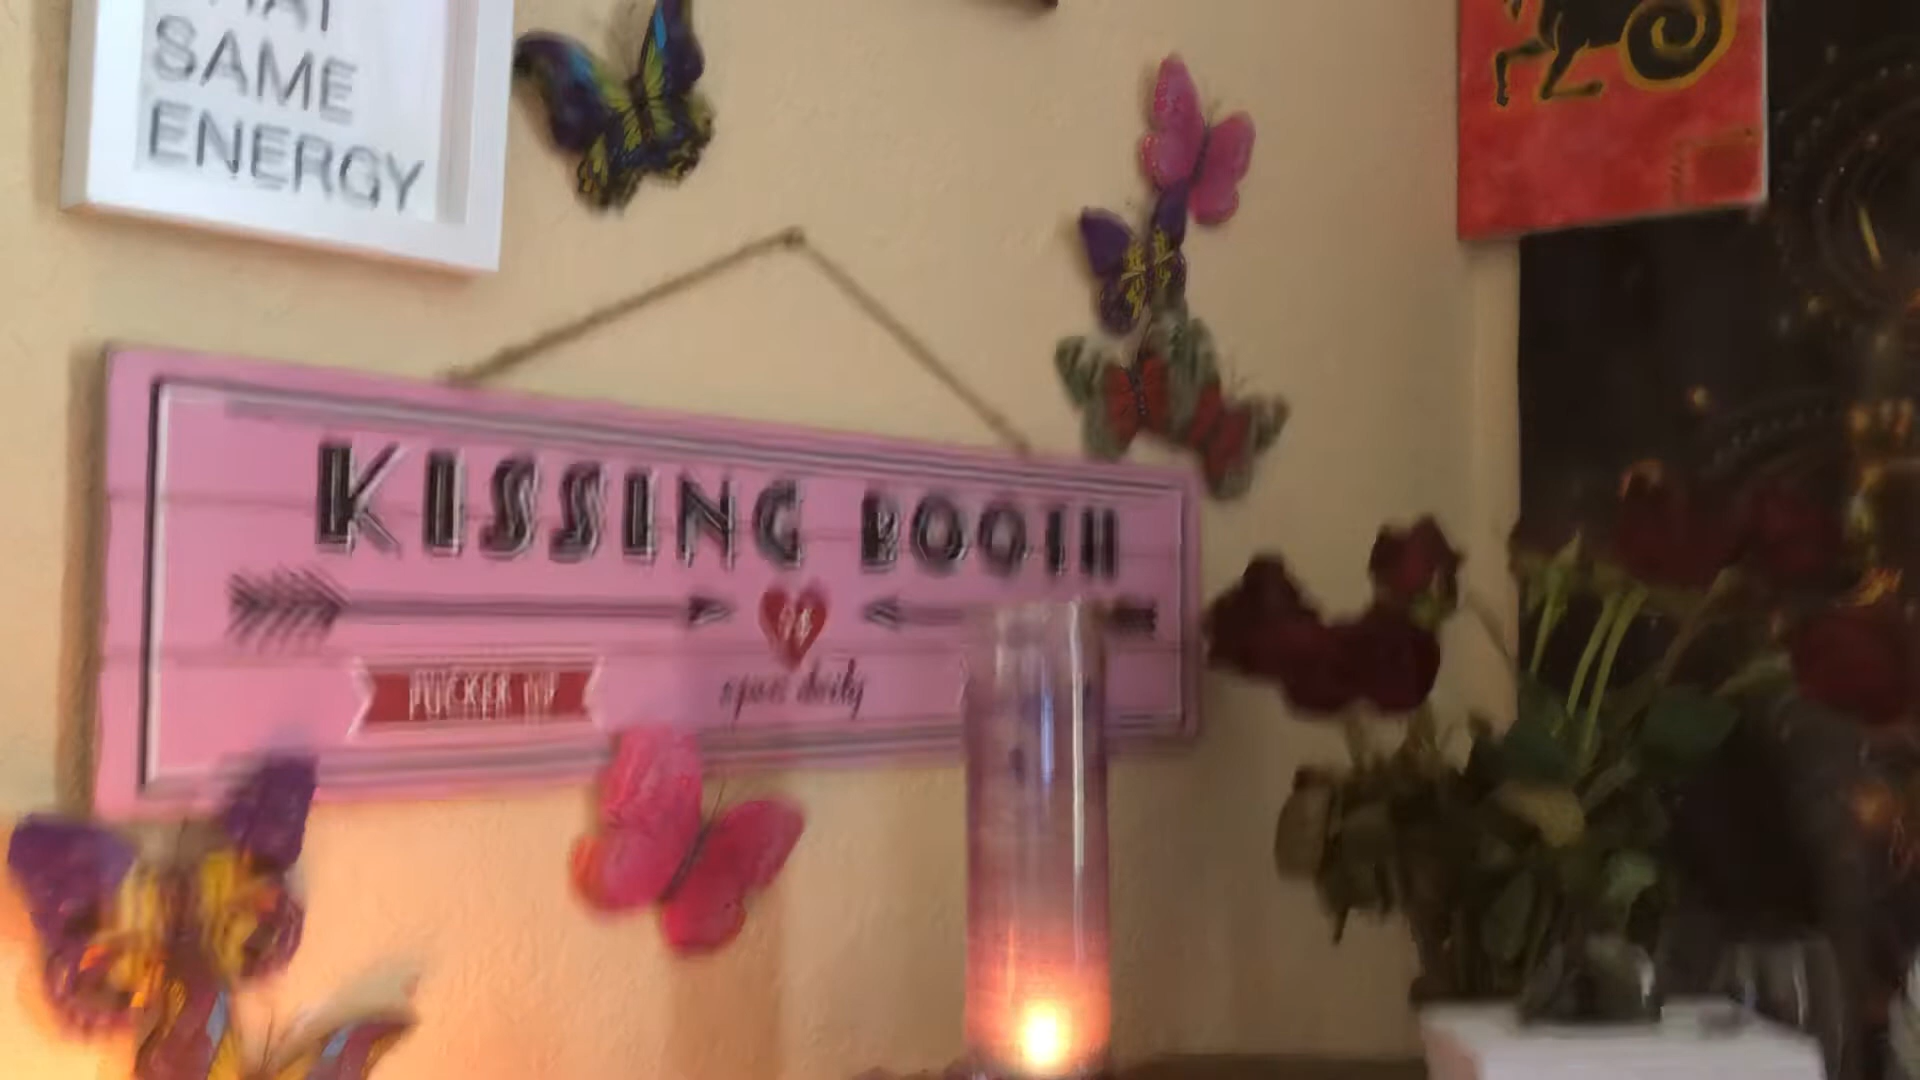 SAME
ENERGY
KISSING BOOTH
PUCKER UP
open daily